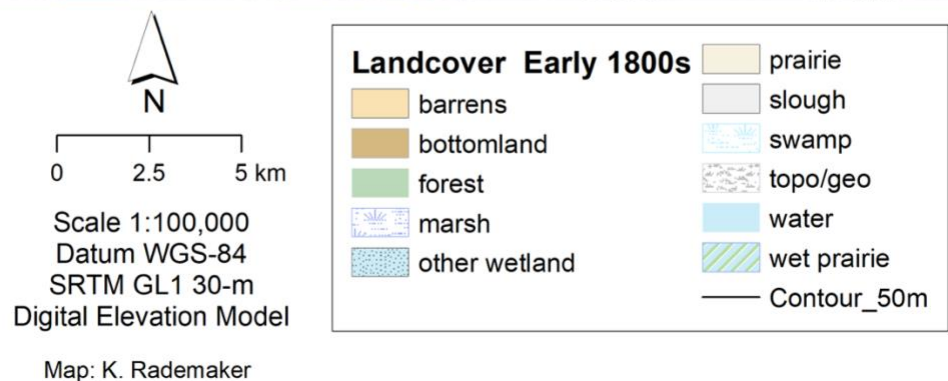 N
0 2.5 5 km
Scale 1:100,000
Datum WGS-84
SRTM GL1 30-m
Digital Elevation Model
Map: K. Rademaker
Landcover Early 1800s
barrens
bottomland
forest
marsh
other wetland
prairie
slough
swamp
topo/geo
water
wet prairie
Contour_50m